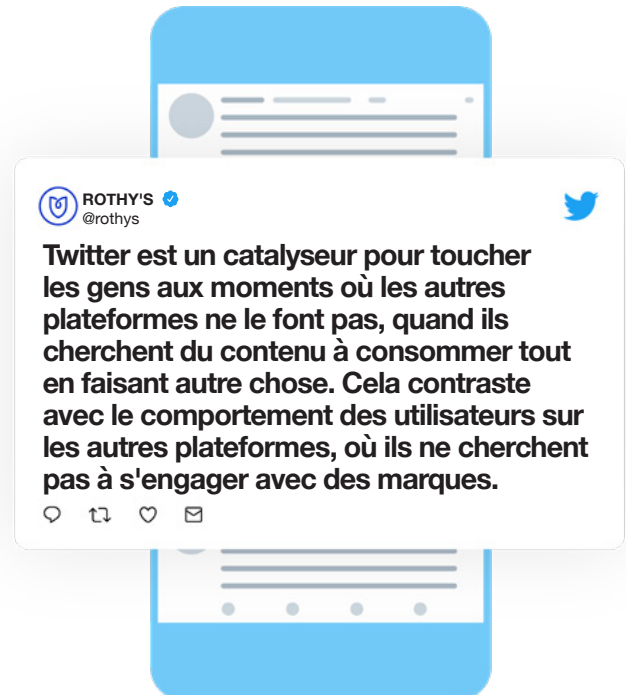 ROTHY'S
@rothys
Twitter est un catalyseur pour toucher
les gens aux moments où les autres
plateformes ne le font pas, quand ils
cherchent du contenu à consommer tout
en faisant autre chose. Cela contraste
avec le comportement des utilisateurs sur
les autres plateformes, où ils ne cherchent
pas à s'engager avec des marques.